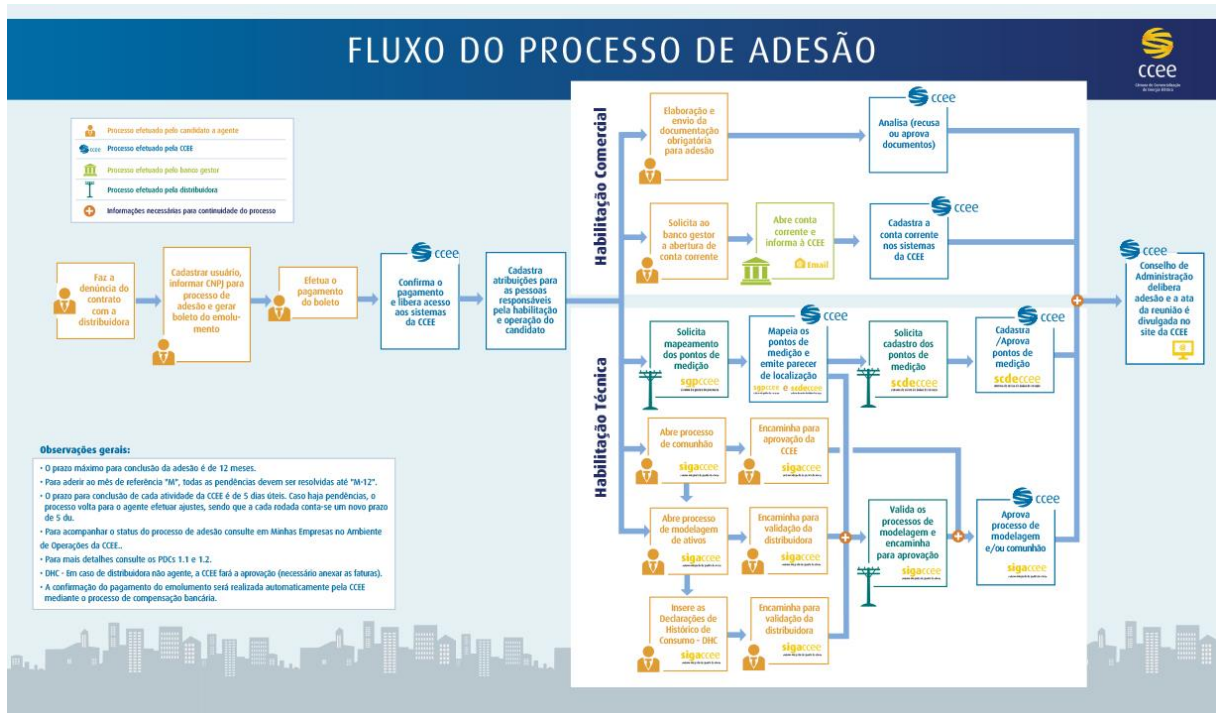 FLUXO DO PROCESSO DE ADESÃO
ccee
Câmara de Comercialização
de Energia Elétrica
Processo efetuado pelo candidato a agente
ccee
Processo efetuado pela CCEE
Processo efetuado pelo banco gestor
Processo efetuado pela distribuidora
Informações necessárias para continuidade do processo
Faz a
denúncia do
contrato
com a
distribuidora
Cadastrar usuário,
informar CNPJ para
processo de
adesão e gerar
boleto do emolu-
mento
Efetua o
pagamento
do boleto
ccee
Confirma o
pagamento
e libera acesso
aos sistemas
da CCEE
Cadastra
atribuições para
as pessoas
responsáveis
pela habilitação
e operação do
candidato
Habilitação Comercial
Elaboração e
envio da
documentação
obrigatória
para adesão
ccee
Analisa (recusa
ou aprova
documentos)
Solicita ao
banco gestor
a abertura de
conta corrente
Abre conta
corrente e
informa à CCEE
Email
ccee
Cadastra a
conta corrente
nos sistemas
da CCEE
Habilitação Técnica
Solicita
mapeamento
dos pontos de
medição
sgpccee
ccee
Mapeia os
pontos de
medição e
emite parecer
de localização
sgpccee e scdeccee
Solicita
cadastro dos
pontos de
medição
scdeccee
ccee
Cadastra
/Aprova
pontos de
medição
scdeccee
Abre processo
de comunhão
sigaccee
Encaminha para
aprovação da
CCEE
sigaccee
Abre processo
de modelagem
de ativos
sigaccee
Encaminha para
validação da
distribuidora
sigaccee
Valida os
processos de
modelagem e
encaminha
para aprovação
sigaccee
ccee
Aprova
processo de
modelagem
e/ou comunhão
sigaccee
Insere as
Declarações de
Histórico de
Consumo - DHC
sigaccee
Encaminha para
validação da
distribuidora
sigaccee
ccee
Conselho de
Administração
delibera
adesão e a ata
da reunião é
divulgada no
site da CCEE
Observações gerais:
• O prazo máximo para conclusão da adesão é de 12 meses.
• Para aderir ao mês de referência "M", todas as pendências devem ser resolvidas até "M-12".
• O prazo para conclusão de cada atividade da CCEE é de 5 dias úteis. Caso haja pendências, o
processo volta para o agente efetuar ajustes, sendo que a cada rodada conta-se um novo prazo
de 5 du.
• Para acompanhar o status do processo de adesão consulte em Minhas Empresas no Ambiente
de Operações da CCEE..
• Para mais detalhes consulte os PDCs 1.1 e 1.2.
• DHC - Em caso de distribuidora não agente, a CCEE fará a aprovação (necessário anexar as faturas).
• A confirmação do pagamento do emolumento será realizada automaticamente pela CCEE
mediante o processo de compensação bancária.